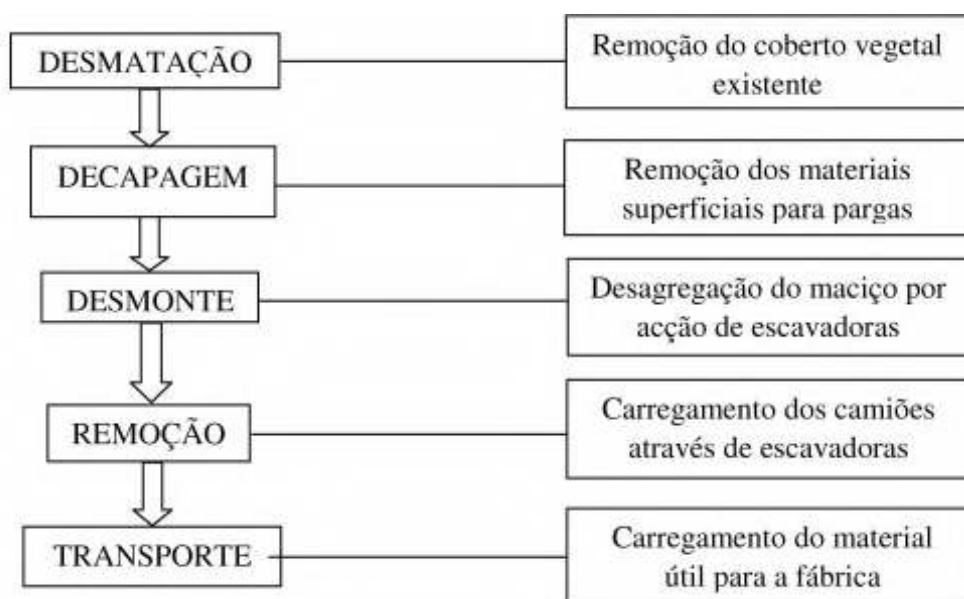 DESMATAÇÃO
Remoção do coberto vegetal
existente
DECAPAGEM
Remoção dos materiais
superficiais para pargas
DESMONTE
Desagregação do maciço por
acção de escavadoras
REMOÇÃO
Carregamento dos camiões
através de escavadoras
TRANSPORTE
Carregamento do material
útil para a fábrica